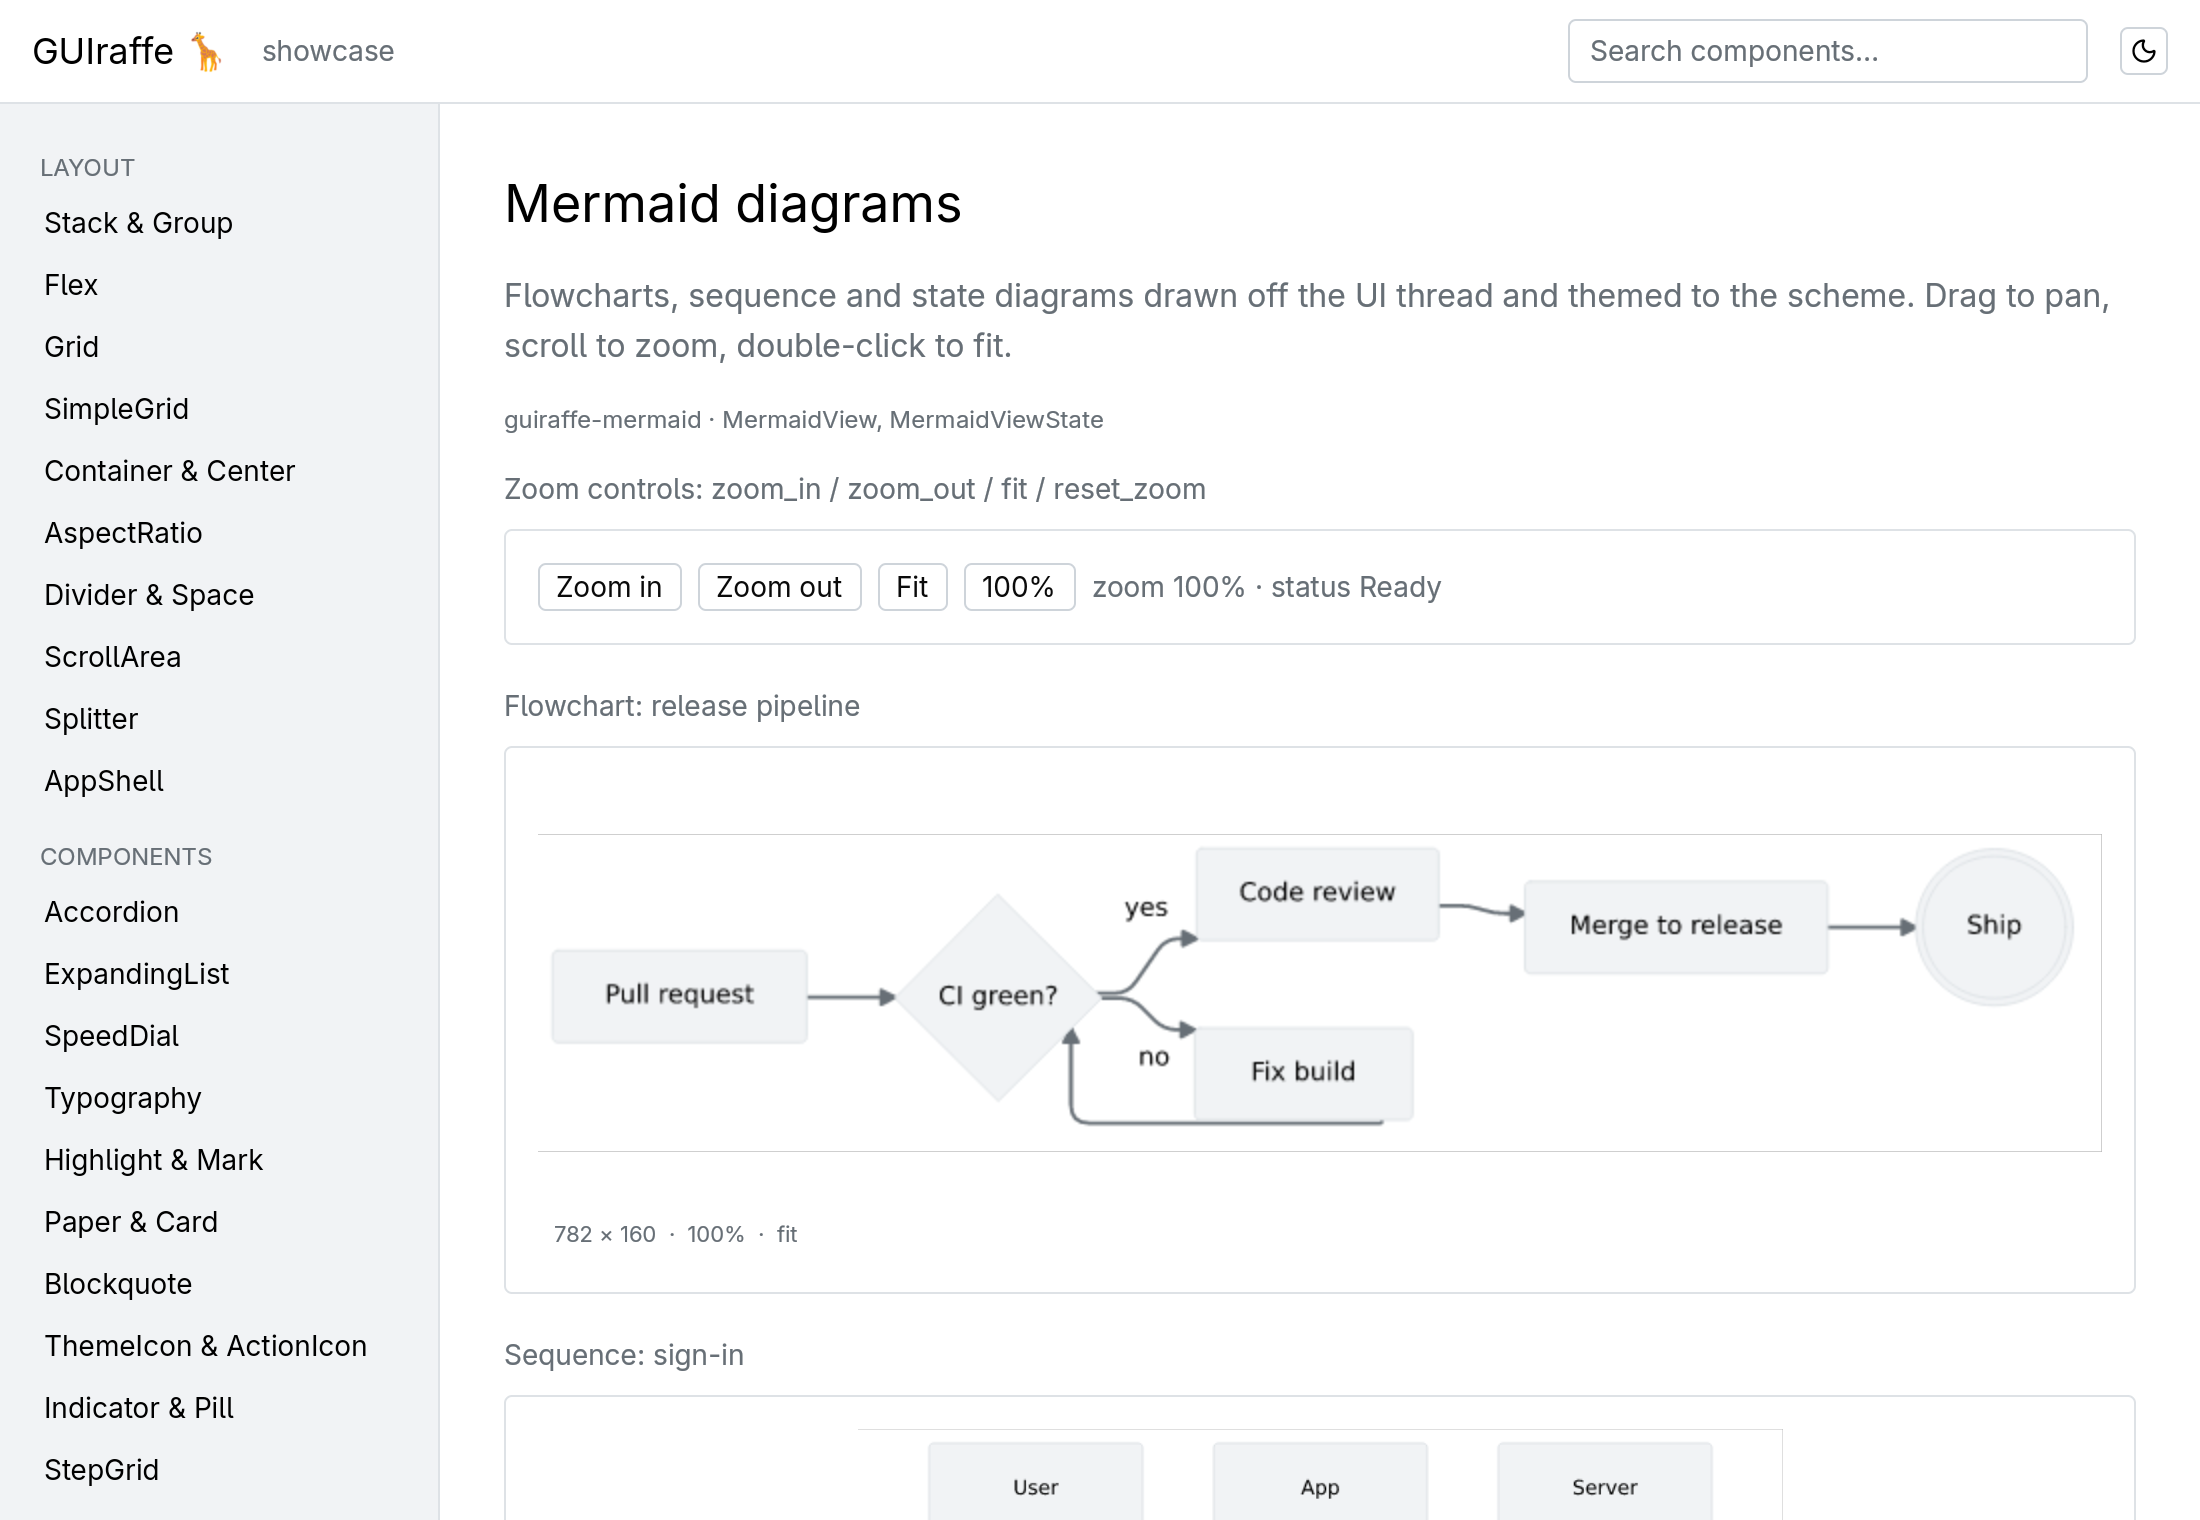 GUIraffe 🦒 showcase
Search components...
LAYOUT
Stack & Group
Flex
Grid
SimpleGrid
Container & Center
AspectRatio
Divider & Space
ScrollArea
Splitter
AppShell
COMPONENTS
Accordion
ExpandingList
SpeedDial
Typography
Highlight & Mark
Paper & Card
Blockquote
ThemeIcon & ActionIcon
Indicator & Pill
StepGrid
Mermaid diagrams
Flowcharts, sequence and state diagrams drawn off the UI thread and themed to the scheme. Drag to pan,
scroll to zoom, double-click to fit.
guiraffe-mermaid · MermaidView, MermaidViewState
Zoom controls: zoom_in / zoom_out / fit / reset_zoom
Zoom in Zoom out Fit 100% zoom 100% · status Ready
Flowchart: release pipeline
Pull request
CI green?
yes
no
Code review
Fix build
Merge to release
Ship
782 × 160 · 100% · fit
Sequence: sign-in
User App Server